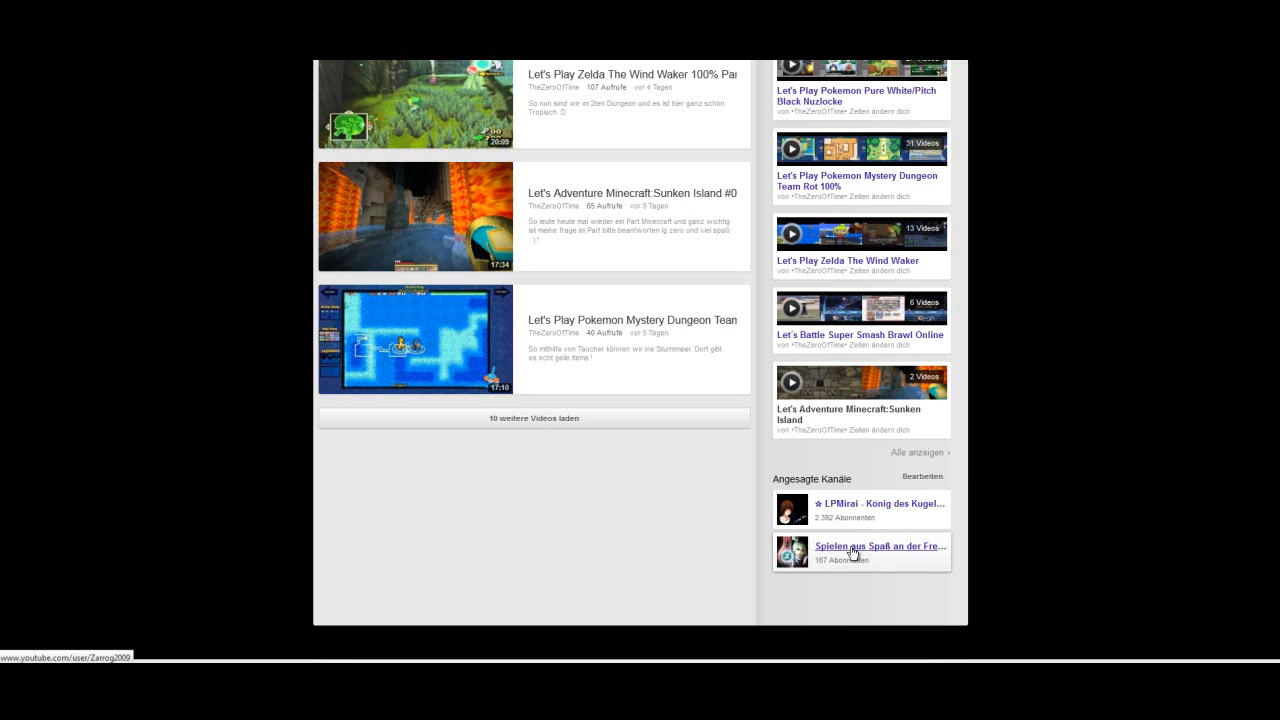 Let's Play Zelda The Wind Waker 100% Par
TheZeroOfTime 107 Aufrufe vor 4 Tagen
So nun sind wir im 2ten Dungeon und es ist hier ganz schön
Tropisch :D
20:09
Let's Adventure Minecraft:Sunken Island #0
TheZeroOfTime 65 Aufrufe vor 5 Tagen
So leute heute mal wieder ein Part Minecraft und ganz wichtig
ist meine frage im Part bitte beantworten lg zero und viel spaß
:) !
17:34
Let's Play Pokemon Mystery Dungeon Team
TheZeroOfTime 40 Aufrufe vor 5 Tagen
So mithilfe von Taucher können wir ins Sturmmeer. Dort gibt
es echt geile Items !
17:10
10 weitere Videos laden
Let's Play Pokemon Pure White/Pitch
Black Nuzlocke
von •TheZeroOfTime• Zeiten ändern dich
31 Videos
Let's Play Pokemon Mystery Dungeon
Team Rot 100%
von •TheZeroOfTime• Zeiten ändern dich
13 Videos
Let's Play Zelda The Wind Waker
von •TheZeroOfTime• Zeiten ändern dich
6 Videos
Let´s Battle Super Smash Brawl Online
von •TheZeroOfTime• Zeiten ändern dich
2 Videos
Let's Adventure Minecraft:Sunken
Island
von •TheZeroOfTime• Zeiten ändern dich
Alle anzeigen ›
Angesagte Kanäle Bearbeiten
☆ LPMirai - König des Kugel...
2.392 Abonnenten
Spielen aus Spaß an der Fre...
167 Abonnenten
www.youtube.com/user/Zarrog2009